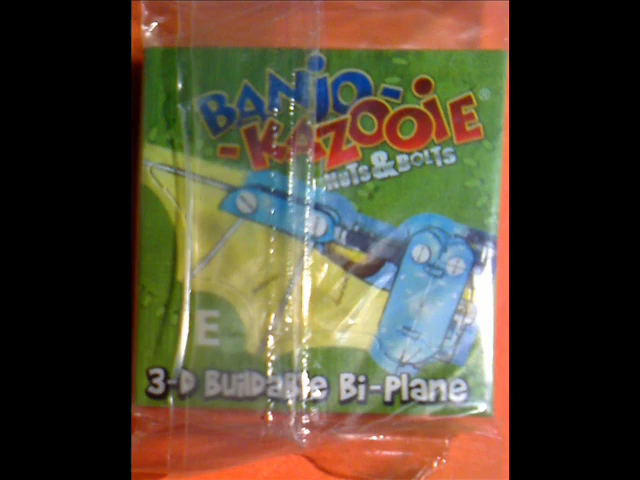 BANJO-
-KAZOOIE®
NUTS & BOLTS
E
3-D Buildable Bi-Plane